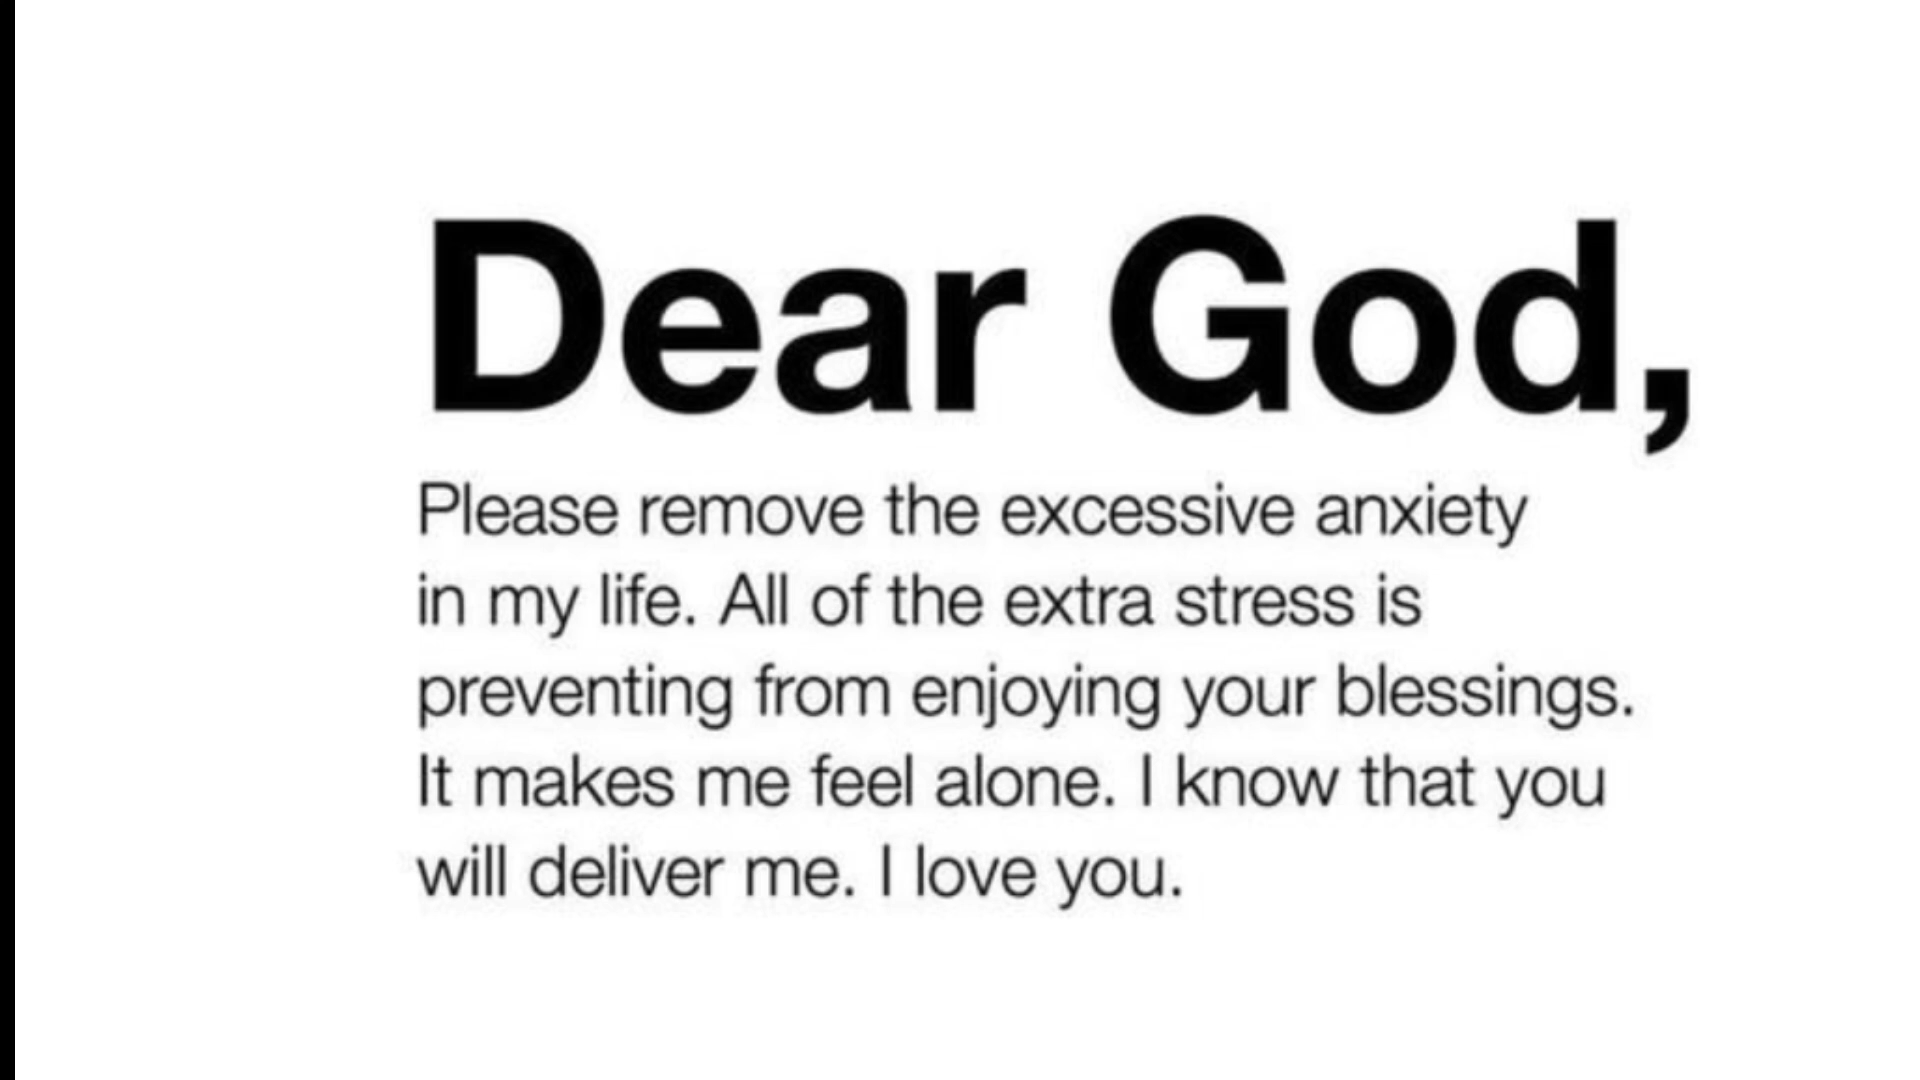 Dear God,
Please remove the excessive anxiety
in my life. All of the extra stress is
preventing from enjoying your blessings.
It makes me feel alone. I know that you
will deliver me. I love you.